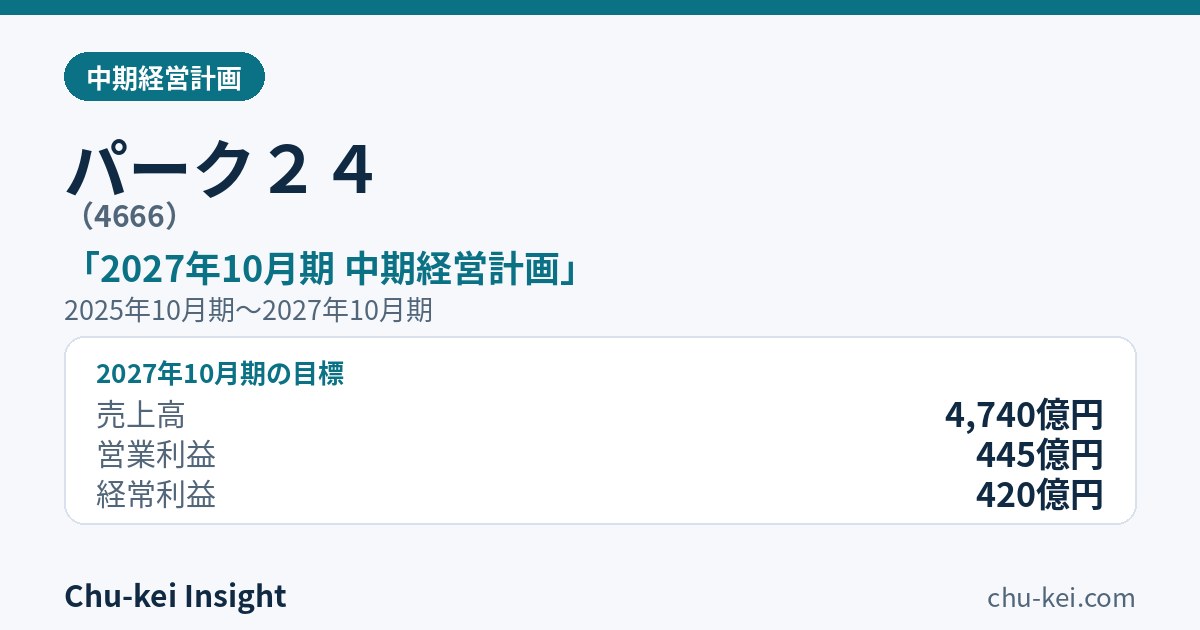 中期経営計画
パーク２４
（4666）
「2027年10月期 中期経営計画」
2025年10月期～2027年10月期
2027年10月期の目標
売上高 4,740億円
営業利益 445億円
経常利益 420億円
Chu-kei Insight chu-kei.com